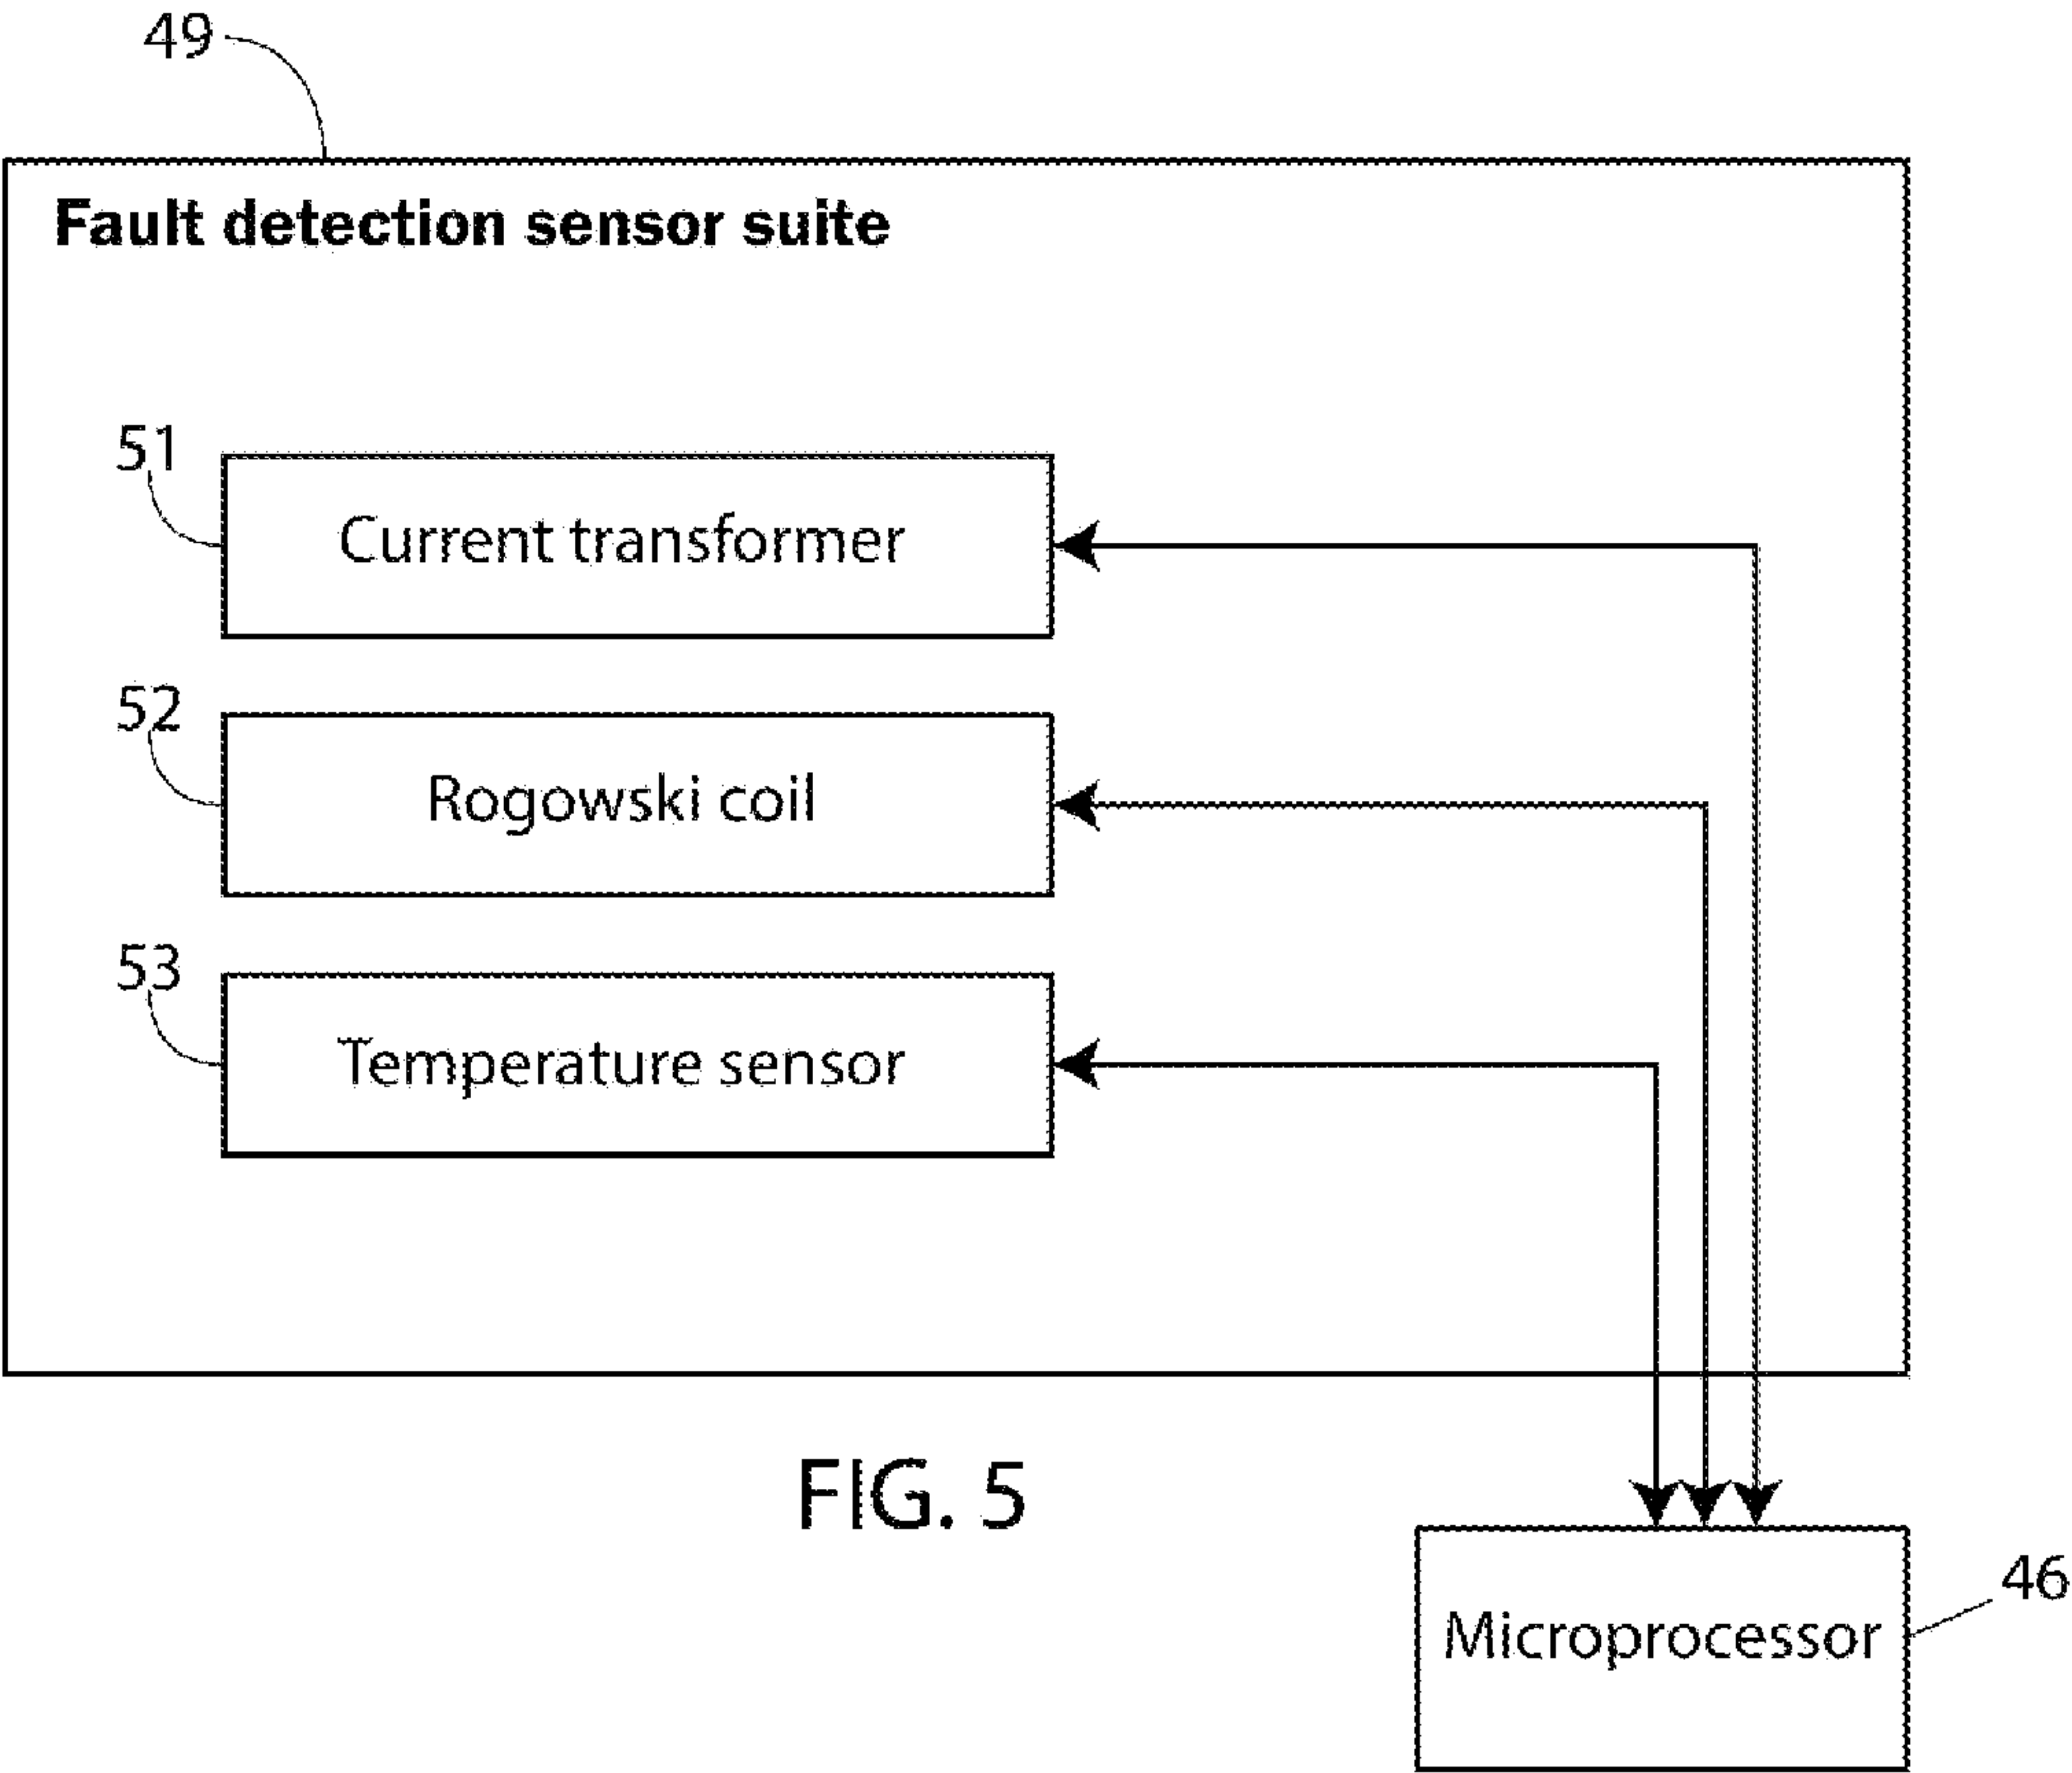 49
Fault detection sensor suite
51
Current transformer
52
Rogowski coil
53
Temperature sensor
FIG. 5
46
Microprocessor